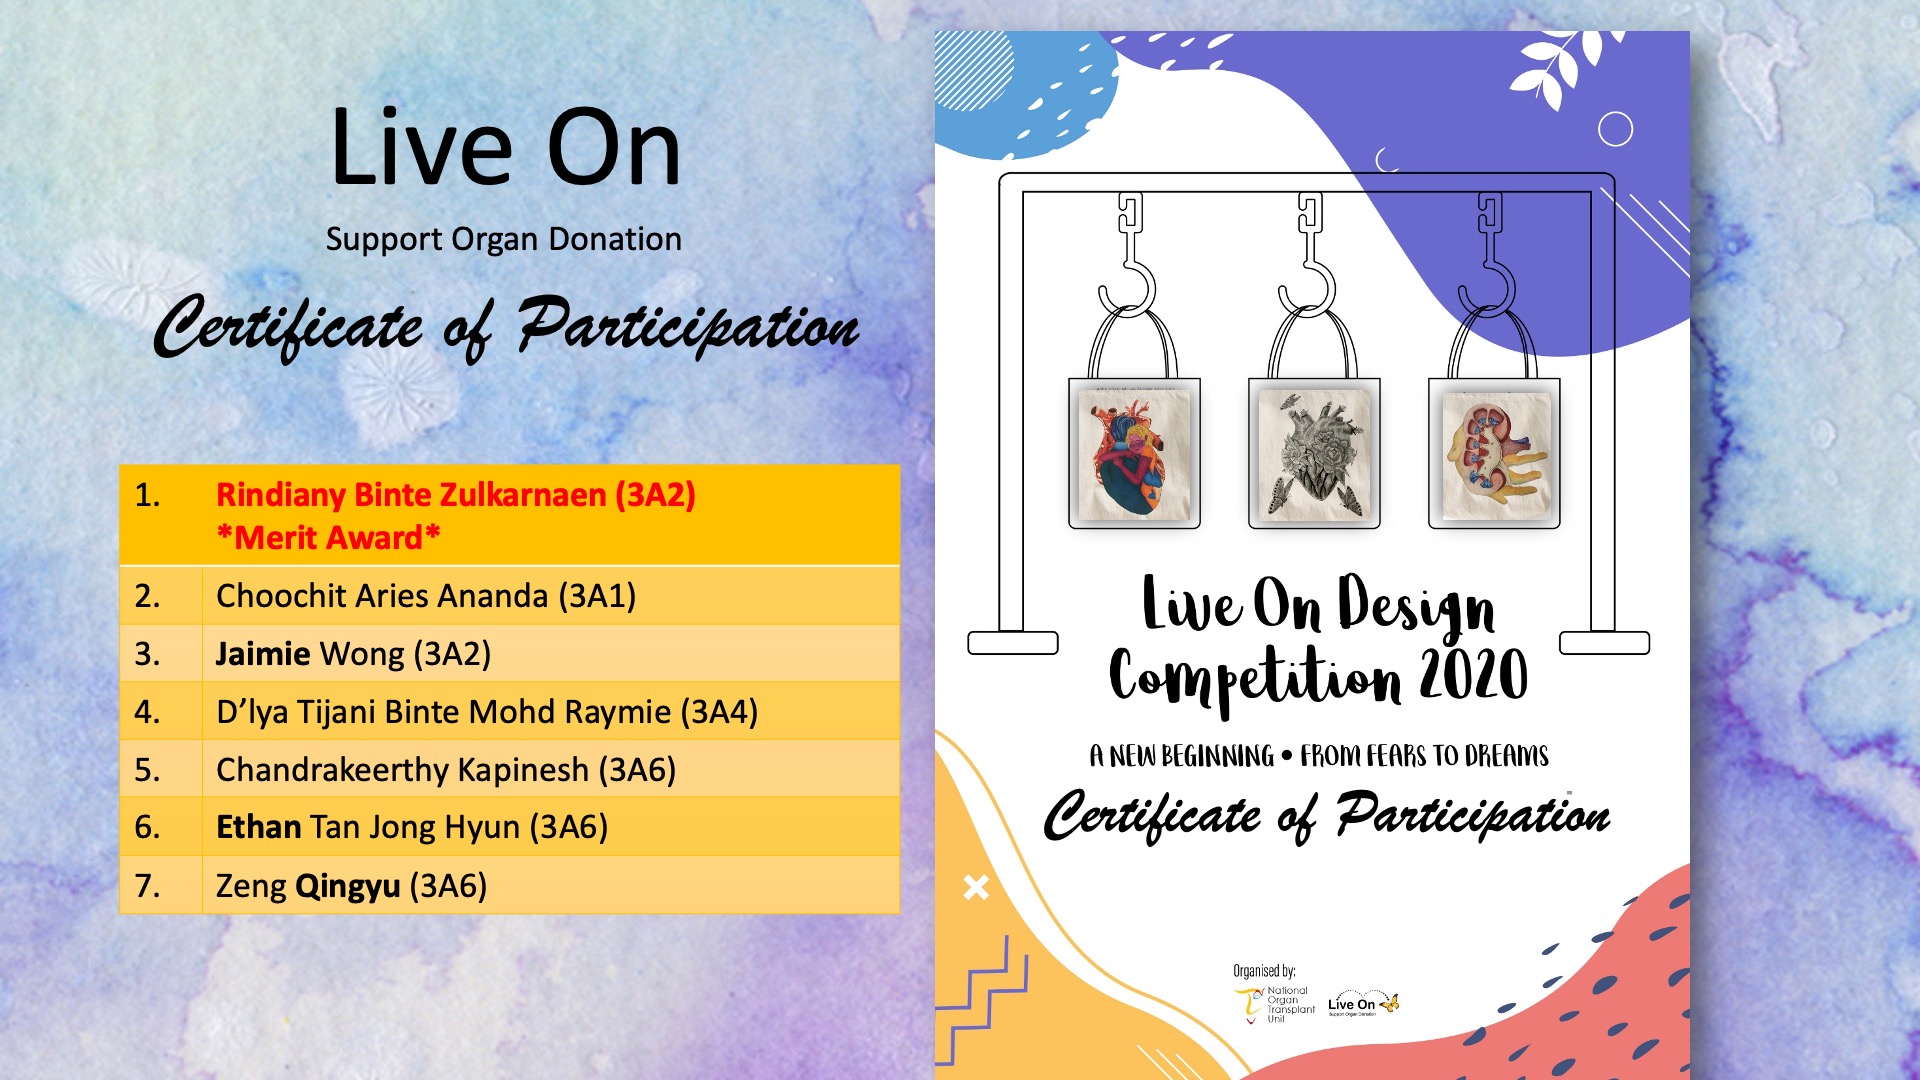 Live On
Support Organ Donation
Certificate of Participation
1. Rindiany Binte Zulkarnaen (3A2)
*Merit Award*
2. Choochit Aries Ananda (3A1)
3. Jaimie Wong (3A2)
4. D’lya Tijani Binte Mohd Raymie (3A4)
5. Chandrakeerthy Kapinesh (3A6)
6. Ethan Tan Jong Hyun (3A6)
7. Zeng Qingyu (3A6)
Live On Design
Competition 2020
A NEW BEGINNING • FROM FEARS TO DREAMS
Certificate of Participation
Organised by:
National
Organ
Transplant
Unit
Live On
Support Organ Donation